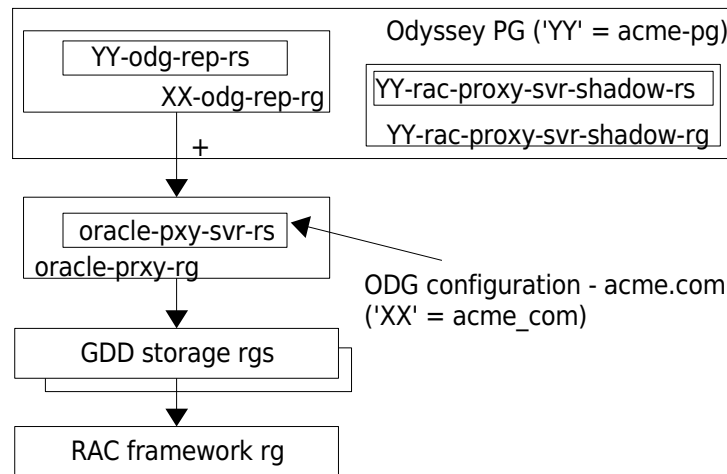 Odyssey PG ('YY' = acme-pg)
YY-odg-rep-rs
XX-odg-rep-rg
YY-rac-proxy-svr-shadow-rs
YY-rac-proxy-svr-shadow-rg
+
oracle-pxy-svr-rs
oracle-prxy-rg
ODG configuration - acme.com
('XX' = acme_com)
GDD storage rgs
RAC framework rg